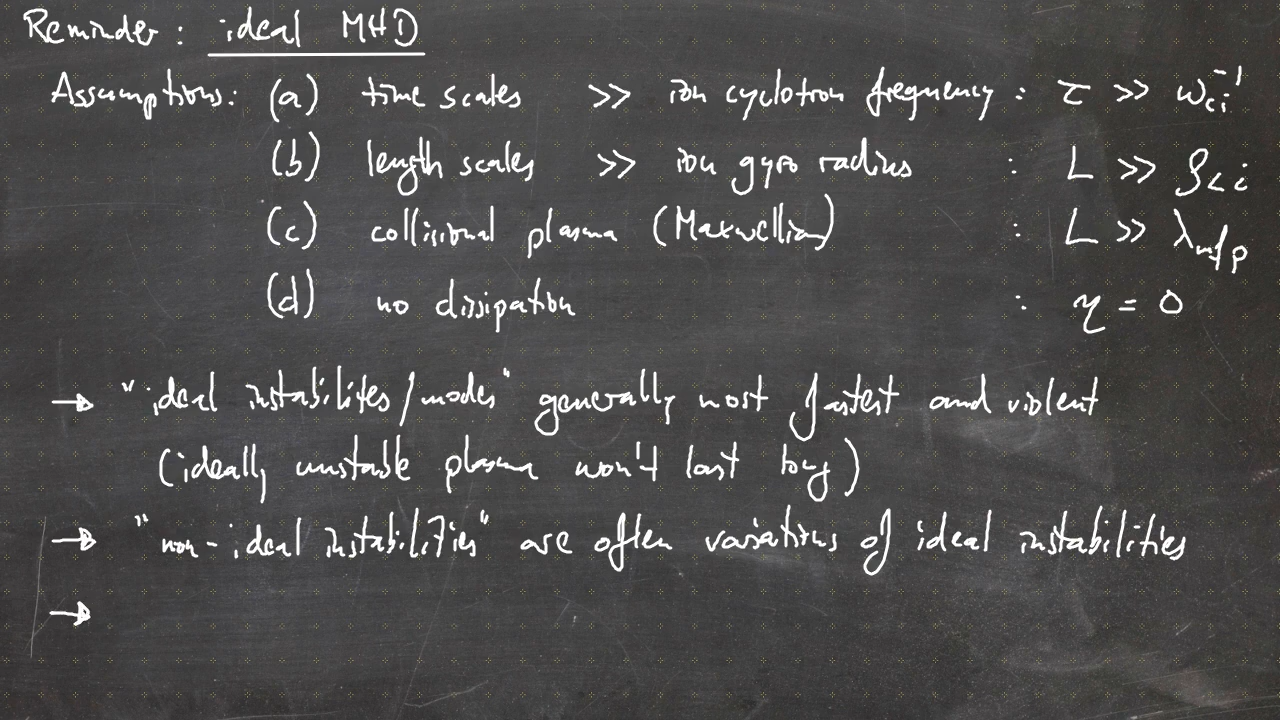 Reminder: ideal MHD
Assumptions: (a) time scales >> ion cyclotron frequency : τ >> ω_ci^-1
(b) length scales >> ion gyro radius : L >> ρ_Li
(c) collisional plasma (Maxwellian) : L >> λ_mfp
(d) no dissipation : η = 0
→ "ideal instabilites/modes" generally most fastest and violent
(ideally unstable plasma won't last long)
→ "non-ideal instabilities" are often variations of ideal instabilities
→